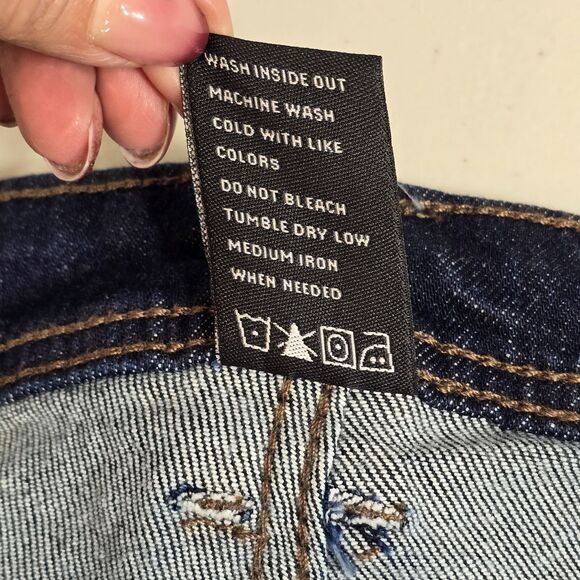 WASH INSIDE OUT
MACHINE WASH
COLD WITH LIKE
COLORS
DO NOT BLEACH
TUMBLE DRY LOW
MEDIUM IRON
WHEN NEEDED